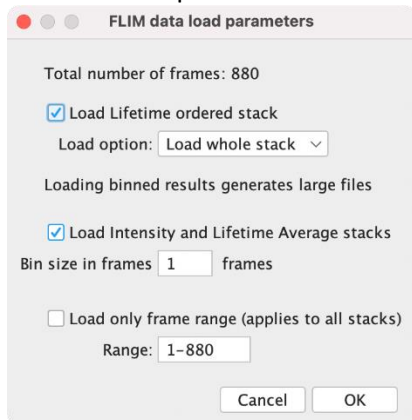 FLIM data load parameters
Total number of frames: 880
Load Lifetime ordered stack
Load option: Load whole stack
Loading binned results generates large files
Load Intensity and Lifetime Average stacks
Bin size in frames 1 frames
Load only frame range (applies to all stacks)
Range: 1-880
Cancel OK